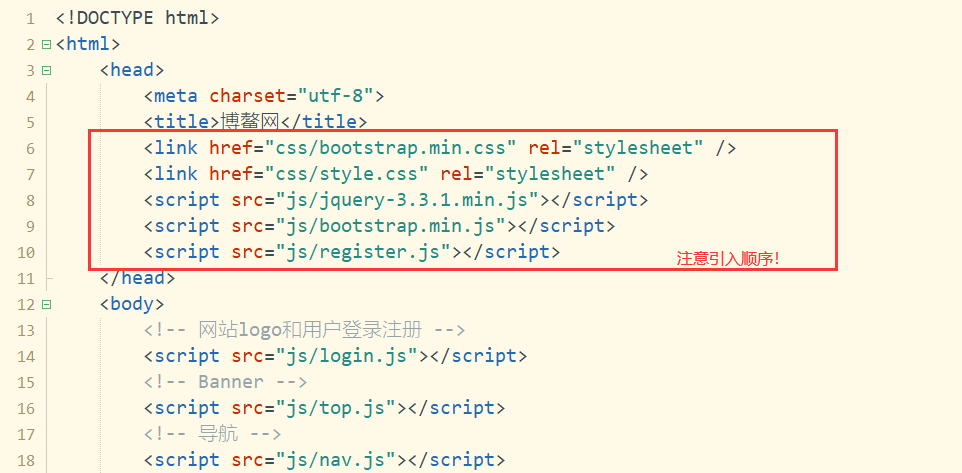 1 <!DOCTYPE html>
2 <html>
3 <head>
4 <meta charset="utf-8">
5 <title>博鳌网</title>
6 <link href="css/bootstrap.min.css" rel="stylesheet" />
7 <link href="css/style.css" rel="stylesheet" />
8 <script src="js/jquery-3.3.1.min.js"></script>
9 <script src="js/bootstrap.min.js"></script>
10 <script src="js/register.js"></script>
注意引入顺序!
11 </head>
12 <body>
13 <!-- 网站logo和用户登录注册 -->
14 <script src="js/login.js"></script>
15 <!-- Banner -->
16 <script src="js/top.js"></script>
17 <!-- 导航 -->
18 <script src="js/nav.js"></script>